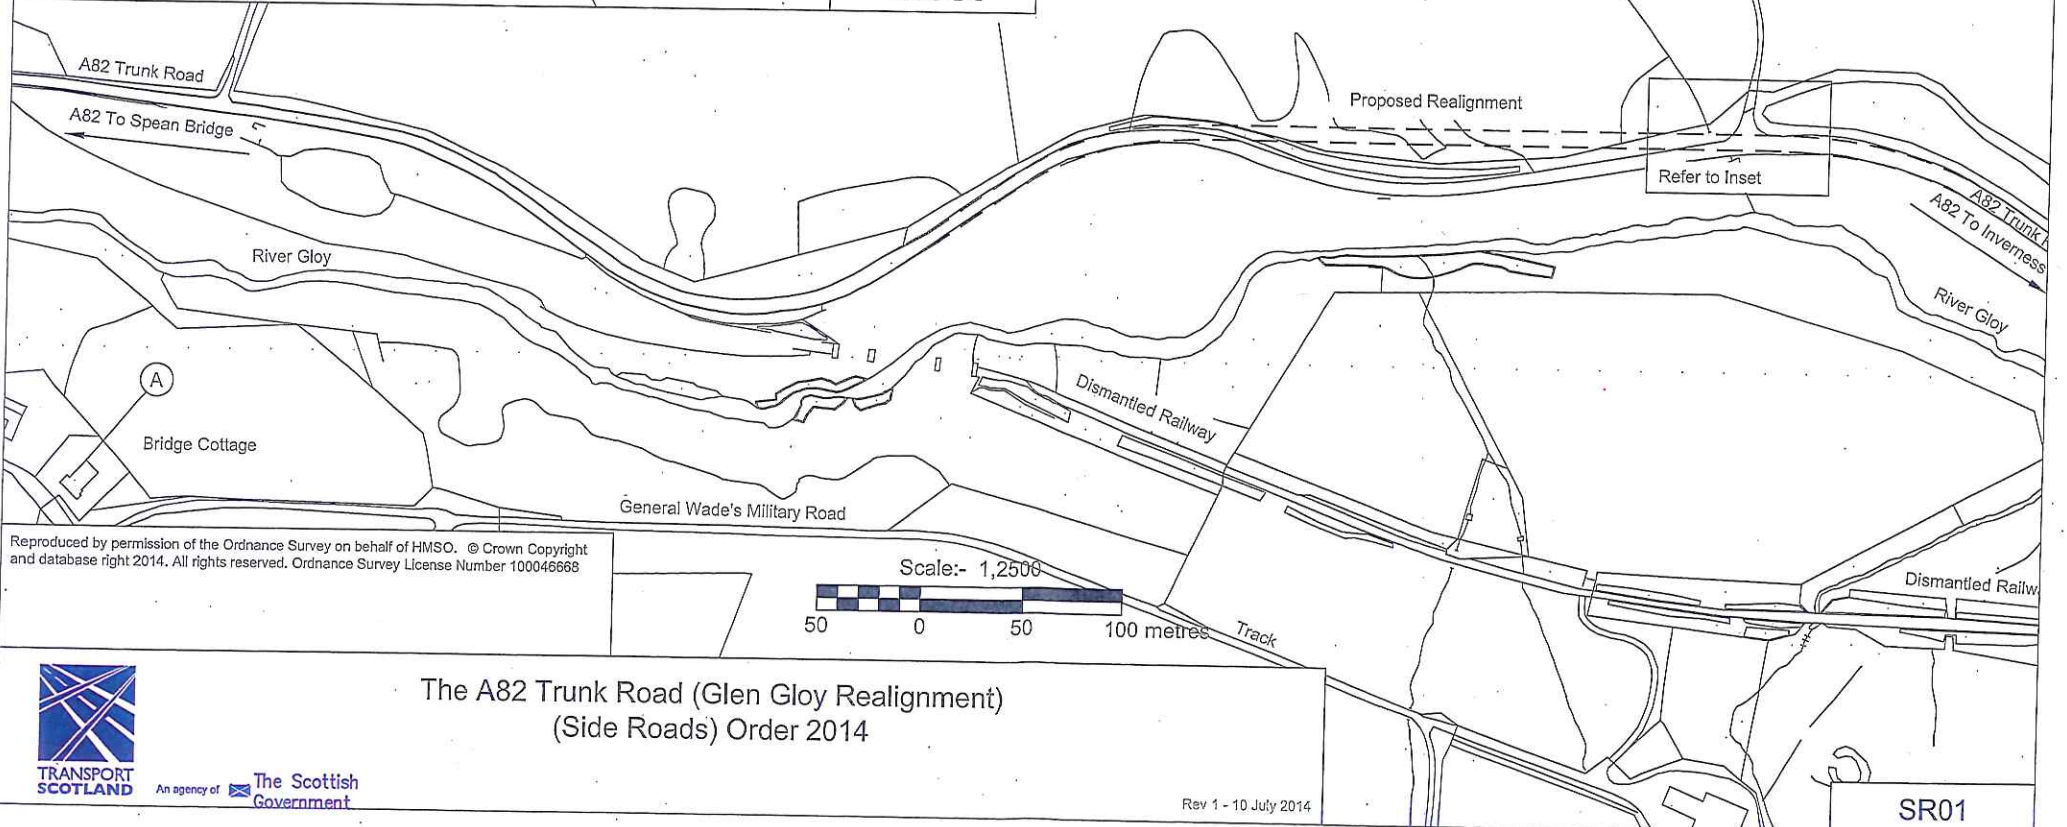 A82 Trunk Road
A82 To Spean Bridge
Proposed Realignment
Refer to Inset
A82 Trunk
A82 To Inverness
River Gloy
River Gloy
A
Bridge Cottage
Dismantled Railway
General Wade's Military Road
Dismantled Railw
Reproduced by permission of the Ordnance Survey on behalf of HMSO. © Crown Copyright
and database right 2014. All rights reserved. Ordnance Survey License Number 100046668
Scale:- 1,2500
50 0 50 100 metres
Track
The A82 Trunk Road (Glen Gloy Realignment)
(Side Roads) Order 2014
TRANSPORT
SCOTLAND
An agency of
The Scottish
Government
Rev 1 - 10 July 2014
SR01